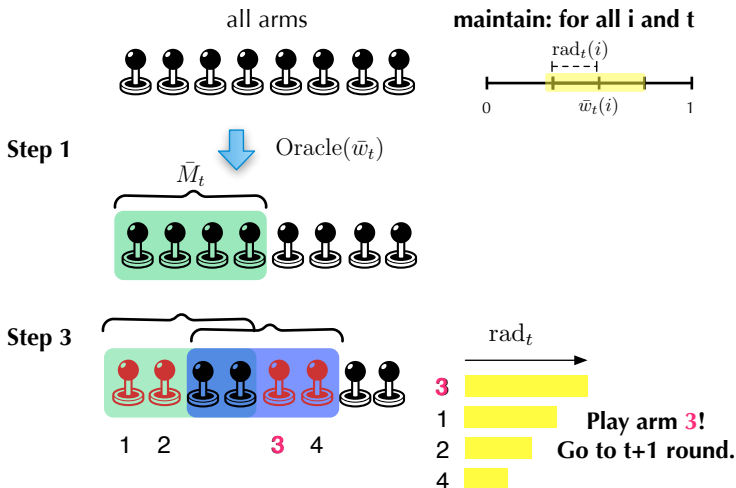 all arms
maintain: for all i and t
rad_t(i)
0
w̄_t(i)
1
Step 1
Oracle(w̄_t)
M̄_t
Step 3
1 2 3 4
rad_t
3
1
2
4
Play arm 3!
Go to t+1 round.